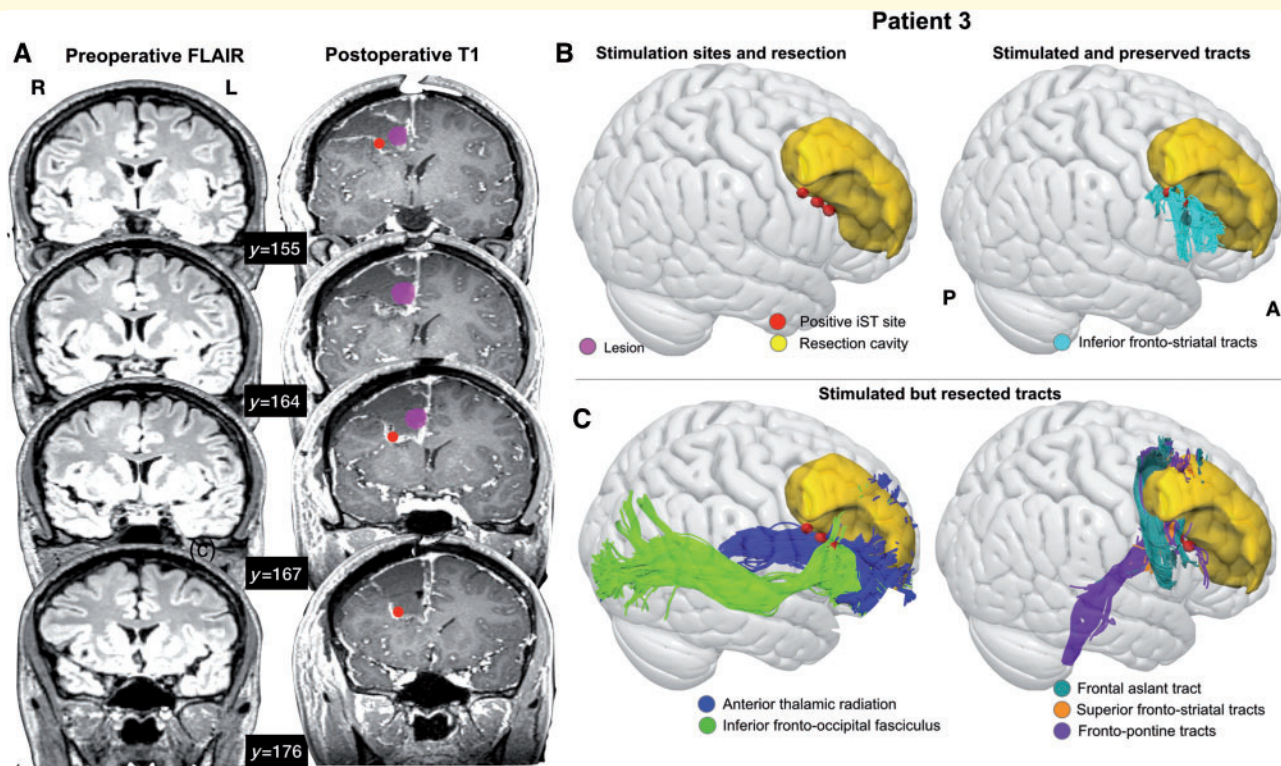 Patient 3
A
Preoperative FLAIR
Postoperative T1
R
L
y=155
y=164
y=167
y=176
B
Stimulation sites and resection
Stimulated and preserved tracts
P
A
Lesion
Positive iST site
Resection cavity
Inferior fronto-striatal tracts
C
Stimulated but resected tracts
Anterior thalamic radiation
Inferior fronto-occipital fasciculus
Frontal aslant tract
Superior fronto-striatal tracts
Fronto-pontine tracts
(C)